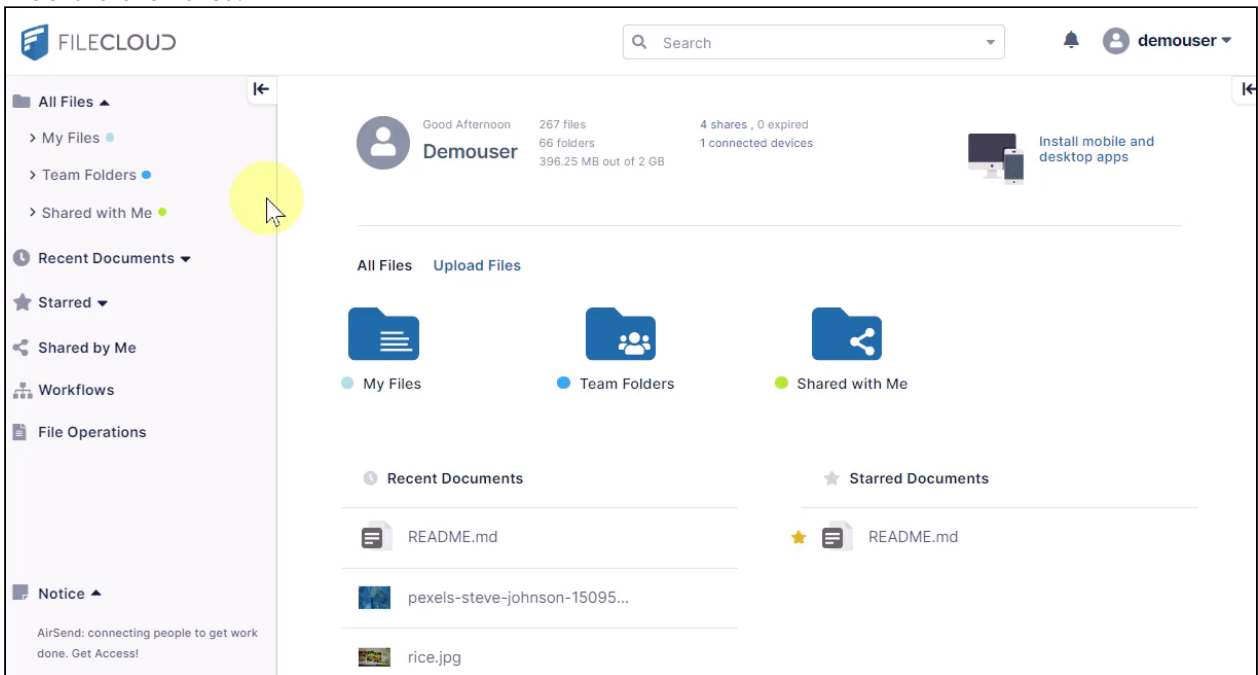 FILECLOUD
Search
demouser
All Files
My Files
Team Folders
Shared with Me
Recent Documents
Starred
Shared by Me
Workflows
File Operations
Notice
AirSend: connecting people to get work
done. Get Access!
Good Afternoon
Demouser
267 files
66 folders
396.25 MB out of 2 GB
4 shares , 0 expired
1 connected devices
Install mobile and
desktop apps
All Files Upload Files
My Files Team Folders Shared with Me
Recent Documents
README.md
pexels-steve-johnson-15095...
rice.jpg
Starred Documents
README.md